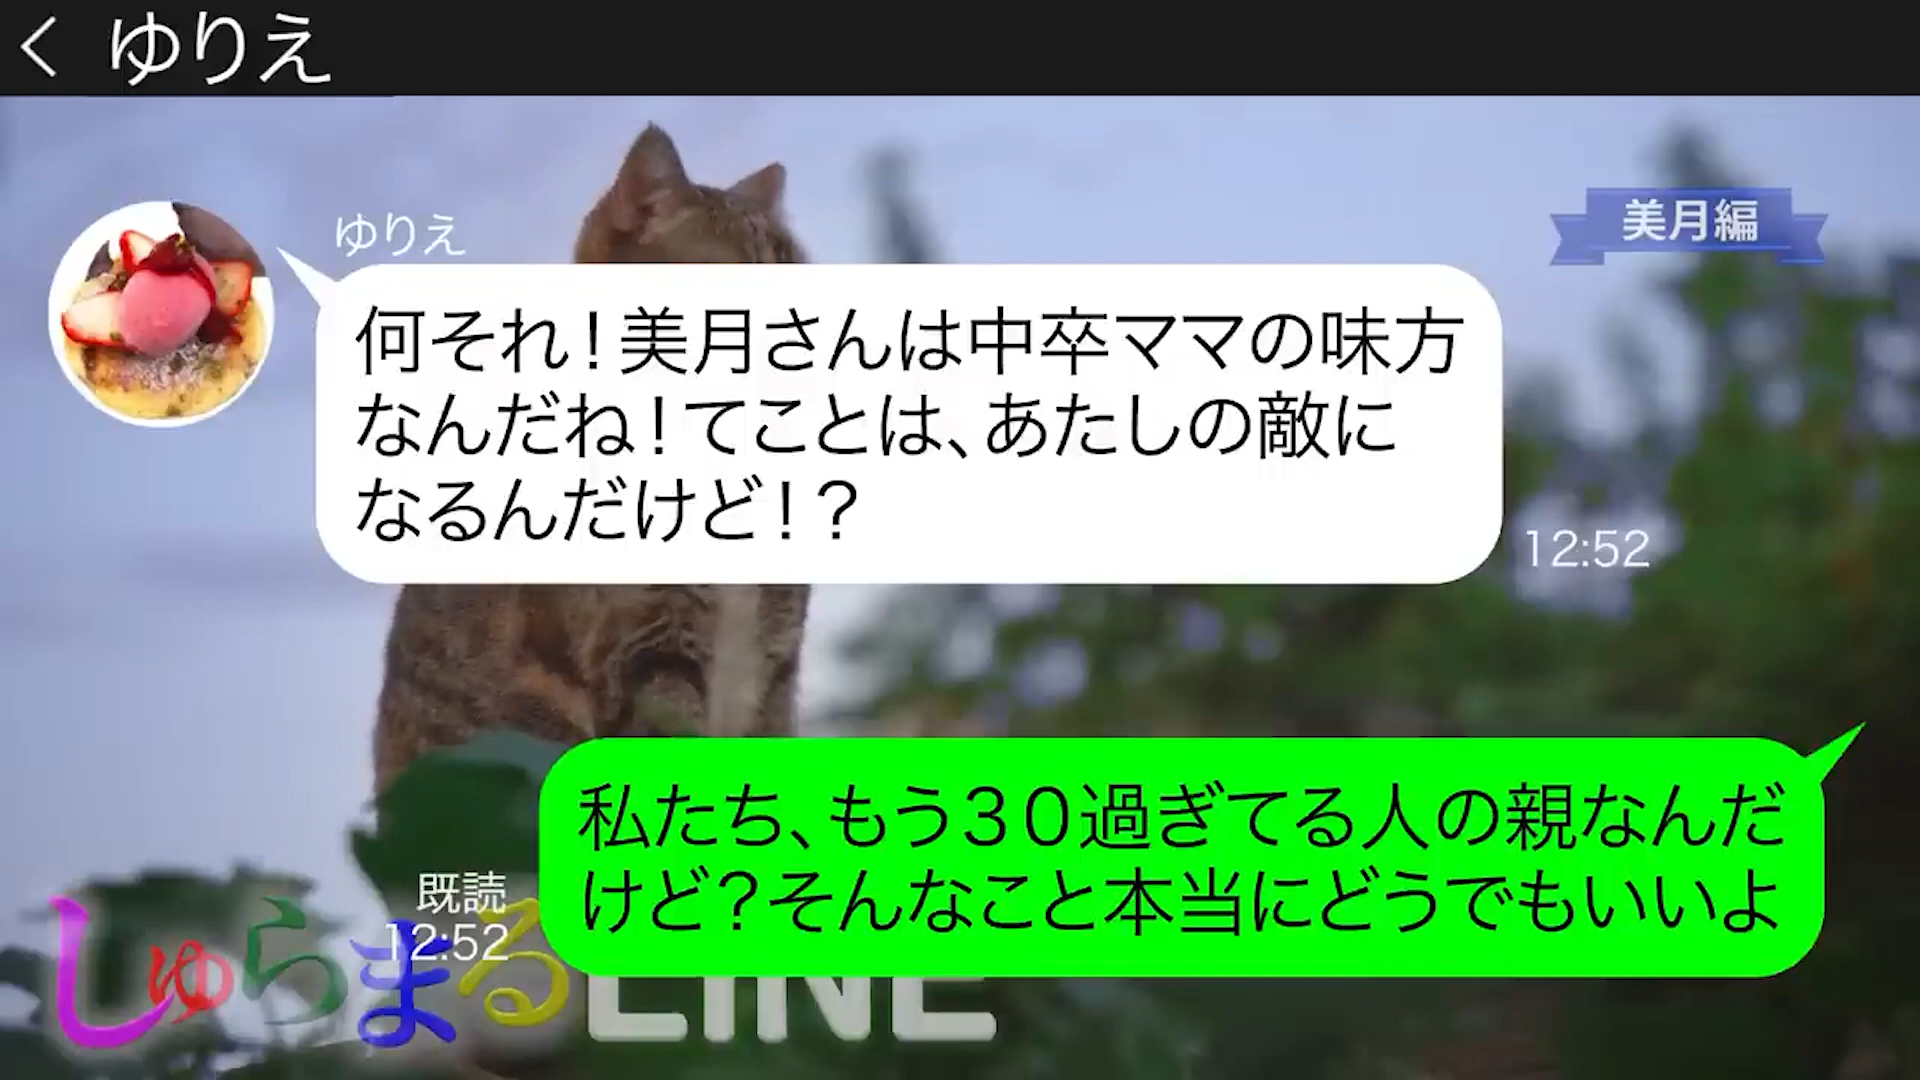 ゆりえ
ゆりえ
美月編
何それ！美月さんは中卒ママの味方
なんだね！てことは、あたしの敵に
なるんだけど！？
12:52
私たち、もう３０過ぎてる人の親なんだ
けど？そんなこと本当にどうでもいいよ
既読
12:52
しゅらまるLINE